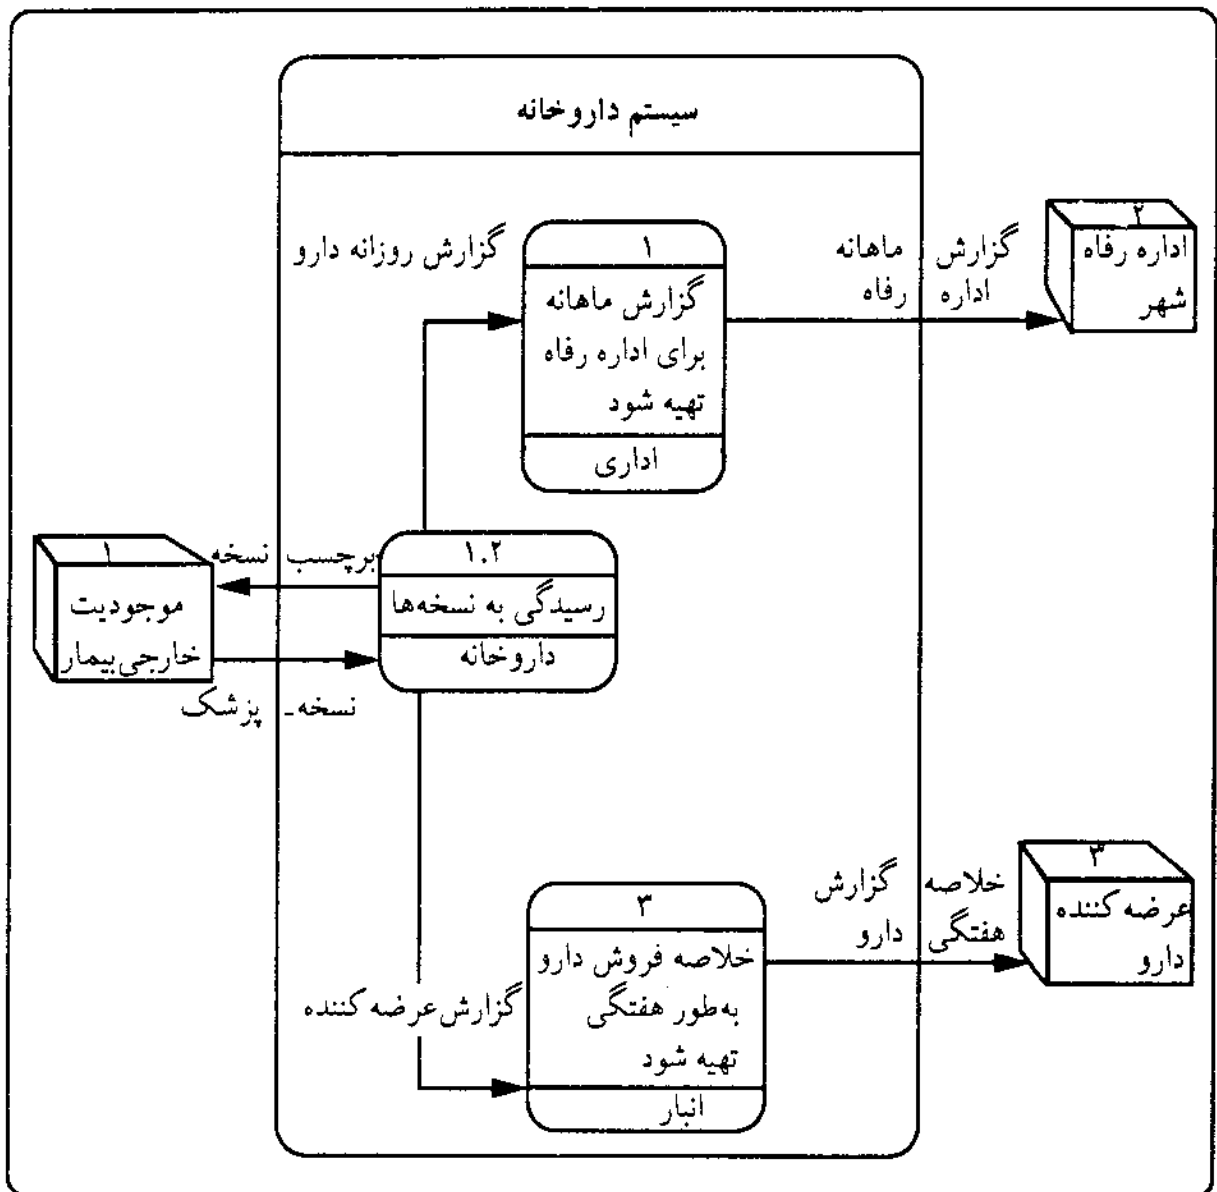 سیستم داروخانه
۱
گزارش ماهانه
برای اداره رفاه
تهیه شود
اداری
گزارش روزانه دارو
گزارش ماهانه
اداره رفاه
۲
اداره رفاه
شهر
۱
موجودیت
خارجی‌بیمار
برچسب نسخه
نسخه‌ـ پزشک
۱.۲
رسیدگی به نسخه‌ها
داروخانه
۳
خلاصه فروش دارو
به‌طور هفتگی
تهیه شود
انبار
گزارش عرضه‌کننده
خلاصه گزارش
هفتگی دارو
۳
عرضه‌کننده
دارو